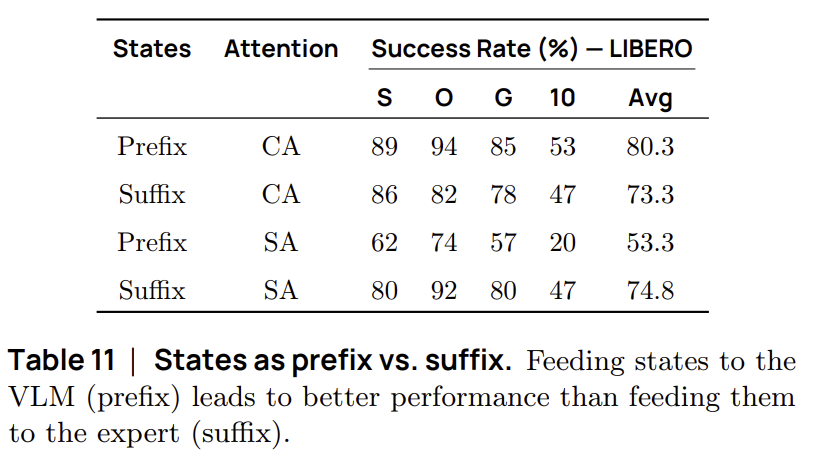 States Attention Success Rate (%) – LIBERO
S O G 10 Avg
Prefix CA 89 94 85 53 80.3
Suffix CA 86 82 78 47 73.3
Prefix SA 62 74 57 20 53.3
Suffix SA 80 92 80 47 74.8
Table 11 | States as prefix vs. suffix. Feeding states to the
VLM (prefix) leads to better performance than feeding them
to the expert (suffix).